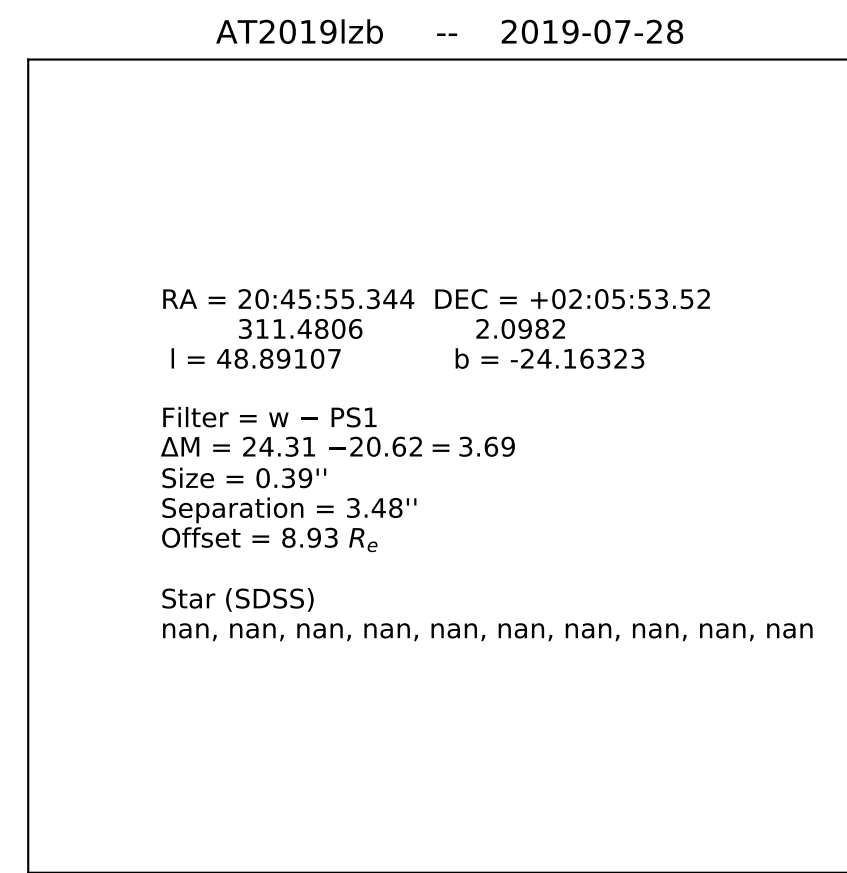 AT2019lzb -- 2019-07-28
RA = 20:45:55.344 DEC = +02:05:53.52
311.4806 2.0982
l = 48.89107 b = -24.16323
Filter = w − PS1
ΔM = 24.31 −20.62 = 3.69
Size = 0.39''
Separation = 3.48''
Offset = 8.93 Rₑ
Star (SDSS)
nan, nan, nan, nan, nan, nan, nan, nan, nan, nan